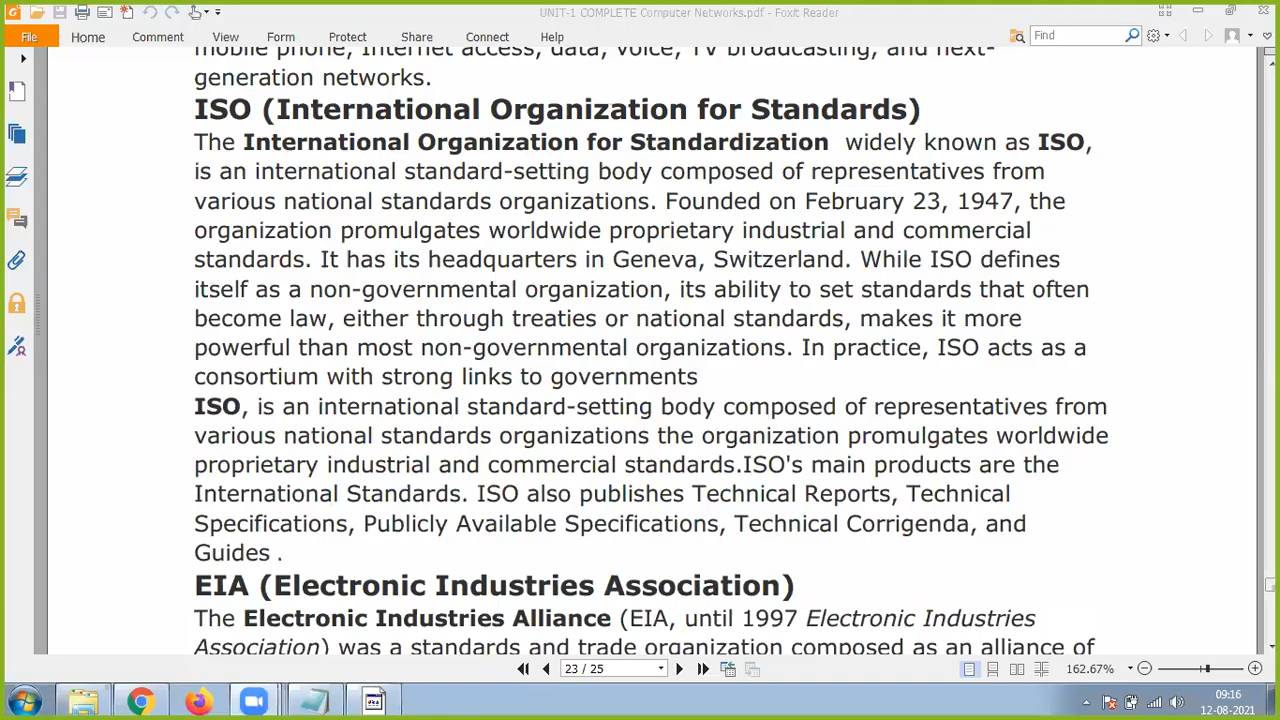 UNIT-1 COMPLETE Computer Networks.pdf - Foxit Reader
File Home Comment View Form Protect Share Connect Help Find
mobile phone, Internet access, data, voice, TV broadcasting, and next-
generation networks.
ISO (International Organization for Standards)
The International Organization for Standardization widely known as ISO,
is an international standard-setting body composed of representatives from
various national standards organizations. Founded on February 23, 1947, the
organization promulgates worldwide proprietary industrial and commercial
standards. It has its headquarters in Geneva, Switzerland. While ISO defines
itself as a non-governmental organization, its ability to set standards that often
become law, either through treaties or national standards, makes it more
powerful than most non-governmental organizations. In practice, ISO acts as a
consortium with strong links to governments
ISO, is an international standard-setting body composed of representatives from
various national standards organizations the organization promulgates worldwide
proprietary industrial and commercial standards.ISO's main products are the
International Standards. ISO also publishes Technical Reports, Technical
Specifications, Publicly Available Specifications, Technical Corrigenda, and
Guides .
EIA (Electronic Industries Association)
The Electronic Industries Alliance (EIA, until 1997 Electronic Industries
Association) was a standards and trade organization composed as an alliance of
23 / 25 162.67%
09:16
12-08-2021